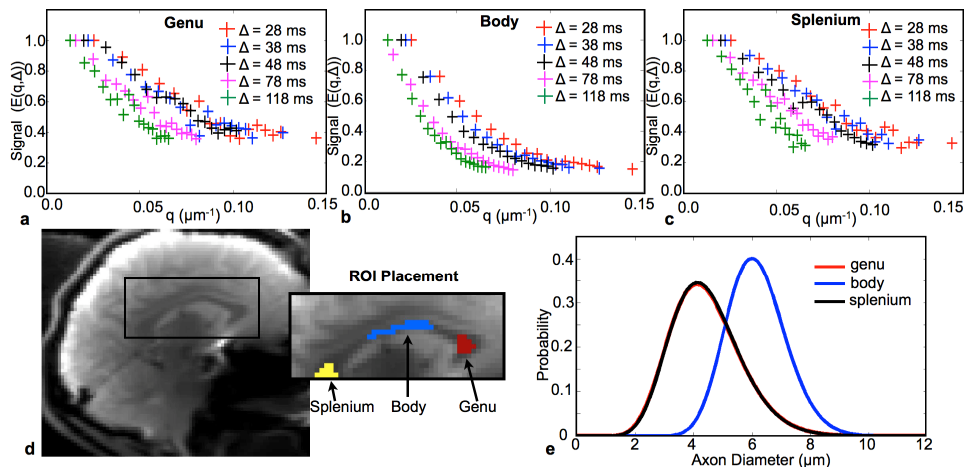 Genu
Signal (E(q,Δ))
1.0
0.8
0.6
0.4
0.2
0.0
Δ = 28 ms
Δ = 38 ms
Δ = 48 ms
Δ = 78 ms
Δ = 118 ms
0.0 0.05 0.10 0.15
q (µm⁻¹)
a
Body
Signal (E(q,Δ))
1.0
0.8
0.6
0.4
0.2
0.0
Δ = 28 ms
Δ = 38 ms
Δ = 48 ms
Δ = 78 ms
Δ = 118 ms
0.0 0.05 0.10 0.15
q (µm⁻¹)
b
Splenium
Signal (E(q,Δ))
1.0
0.8
0.6
0.4
0.2
0.0
Δ = 28 ms
Δ = 38 ms
Δ = 48 ms
Δ = 78 ms
Δ = 118 ms
0.0 0.05 0.10 0.15
q (µm⁻¹)
c
ROI Placement
Splenium Body Genu
d
Probability
0.4
0.3
0.2
0.1
0
genu
body
splenium
0 2 4 6 8 10 12
Axon Diameter (µm)
e